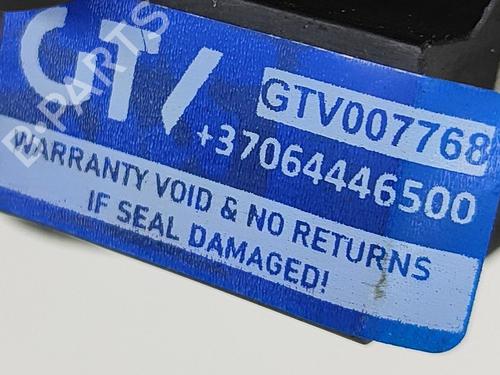 GTV
GTV007768
+37064446500
WARRANTY VOID & NO RETURNS
IF SEAL DAMAGED!
B-PARTS